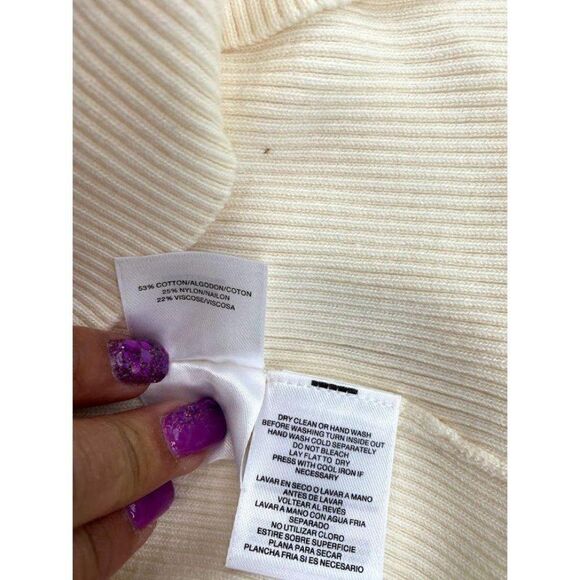 53% COTTON/ALGODON/COTON
25% NYLON/NAILON
22% VISCOSE/VISCOSA
DRY CLEAN OR HAND WASH
BEFORE WASHING TURN INSIDE OUT
HAND WASH COLD SEPARATELY
DO NOT BLEACH
LAY FLAT TO DRY
PRESS WITH COOL IRON IF
NECESSARY
LAVAR EN SECO O LAVAR A MANO
ANTES DE LAVAR
VOLTEAR AL REVÉS
LAVAR A MANO CON AGUA FRIA
SEPARADO
NO UTILIZAR CLORO
ESTIRE SOBRE SUPERFICIE
PLANA PARA SECAR
PLANCHA FRIA SI ES NECESARIO